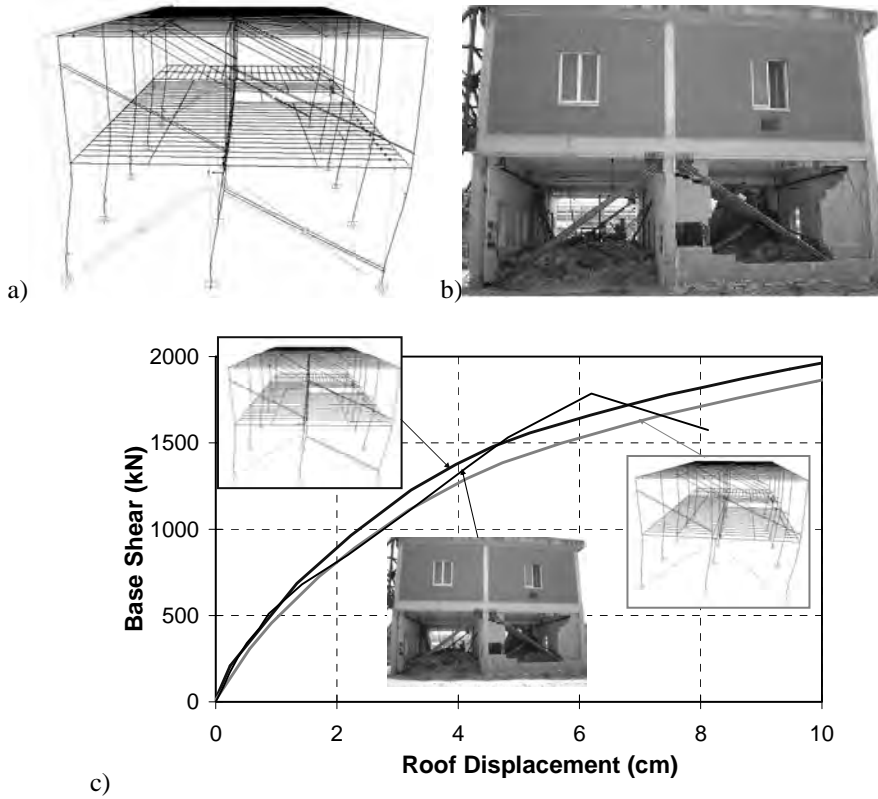 a)
b)
2000
1500
1000
500
0
Base Shear (kN)
0 2 4 6 8 10
Roof Displacement (cm)
c)